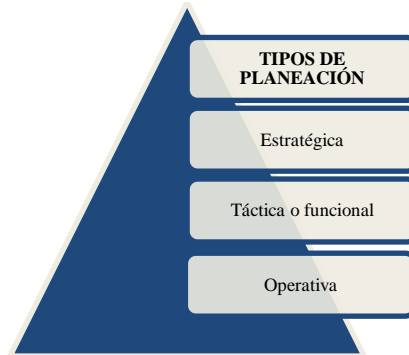 TIPOS DE
PLANEACIÓN
Estratégica
Táctica o funcional
Operativa